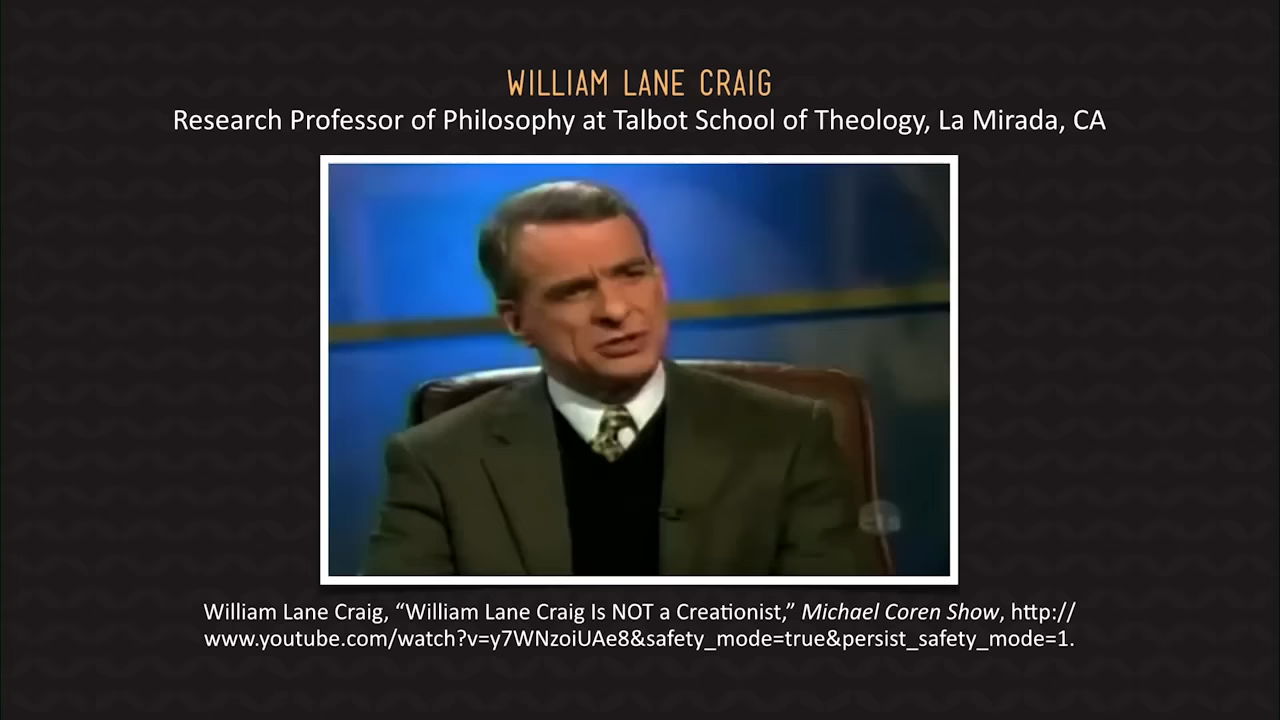 WILLIAM LANE CRAIG
Research Professor of Philosophy at Talbot School of Theology, La Mirada, CA
William Lane Craig, “William Lane Craig Is NOT a Creationist,” Michael Coren Show, http://
www.youtube.com/watch?v=y7WNzoiUAe8&safety_mode=true&persist_safety_mode=1.